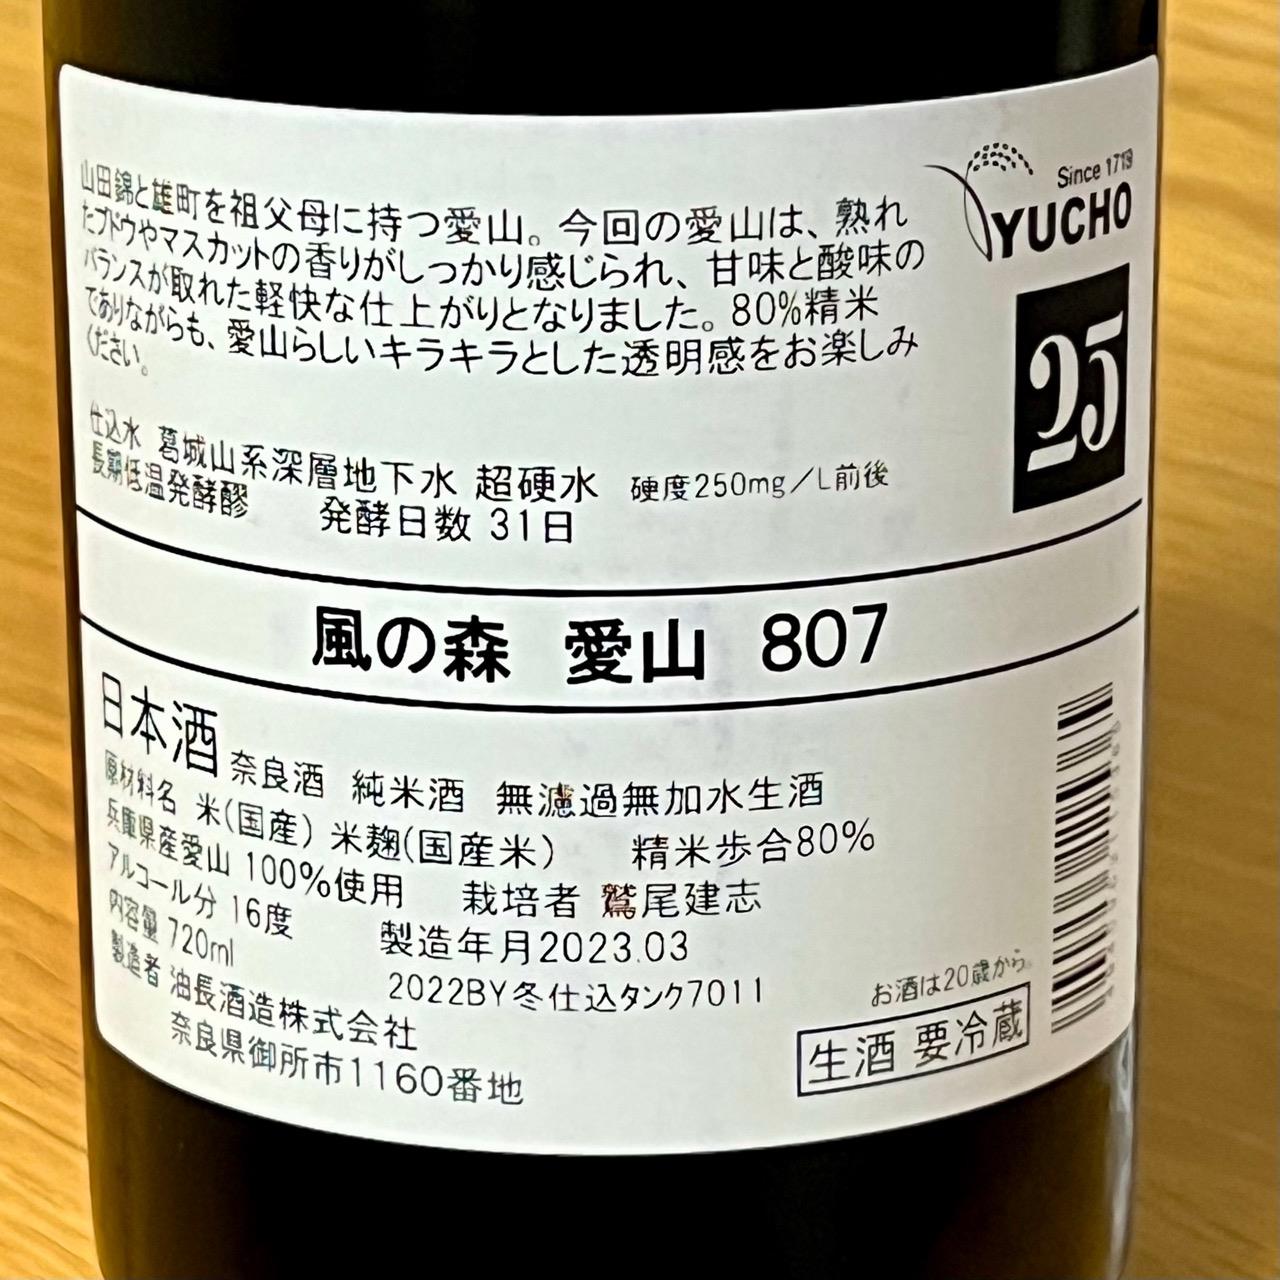 山田錦と雄町を祖父母に持つ愛山。今回の愛山は、熟れ
たブドウやマスカットの香りがしっかり感じられ、甘味と酸味の
バランスが取れた軽快な仕上がりとなりました。80%精米
でありながらも、愛山らしいキラキラとした透明感をお楽しみ
ください。
Since 1719
YUCHO
25
仕込水 葛城山系深層地下水 超硬水 硬度250mg／L前後
長期低温発酵醪 発酵日数 31日
風の森 愛山 807
日本酒 奈良酒 純米酒 無濾過無加水生酒
原材料名 米(国産) 米麹(国産米) 精米歩合80%
兵庫県産愛山 100%使用 栽培者 鷲尾建志
アルコール分 16度 製造年月2023.03
内容量 720ml 2022BY冬仕込タンク7011
製造者 油長酒造株式会社
奈良県御所市1160番地
お酒は20歳から。
生酒 要冷蔵